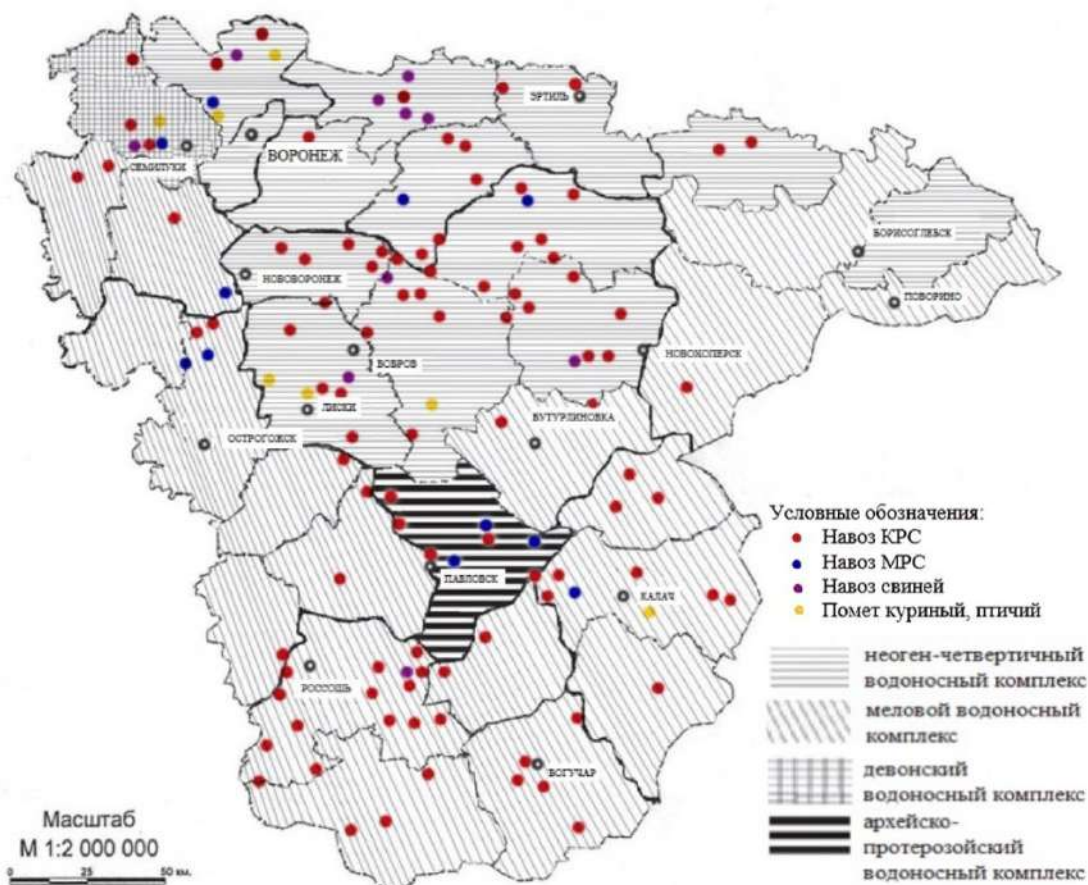 ЭРТИЛЬ
ВОРОНЕЖ
СЕМИЛУКИ
БОРИСОГЛЕБСК
НОВОВОРОНЕЖ
ПОВОРИНО
БОБРОВ
НОВОХОПЕРСК
ЛИСКИ
БУТУРЛИНОВКА
ОСТРОГОЖСК
ПАВЛОВСК
КАЛАЧ
РОССОШЬ
БОГУЧАР
Условные обозначения:
Навоз КРС
Навоз МРС
Навоз свиней
Помет куриный, птичий
неоген-четвертичный
водоносный комплекс
меловой водоносный
комплекс
девонский
водоносный комплекс
архейско-
протерозойский
водоносный комплекс
Масштаб
М 1:2 000 000
0 25 50 км.